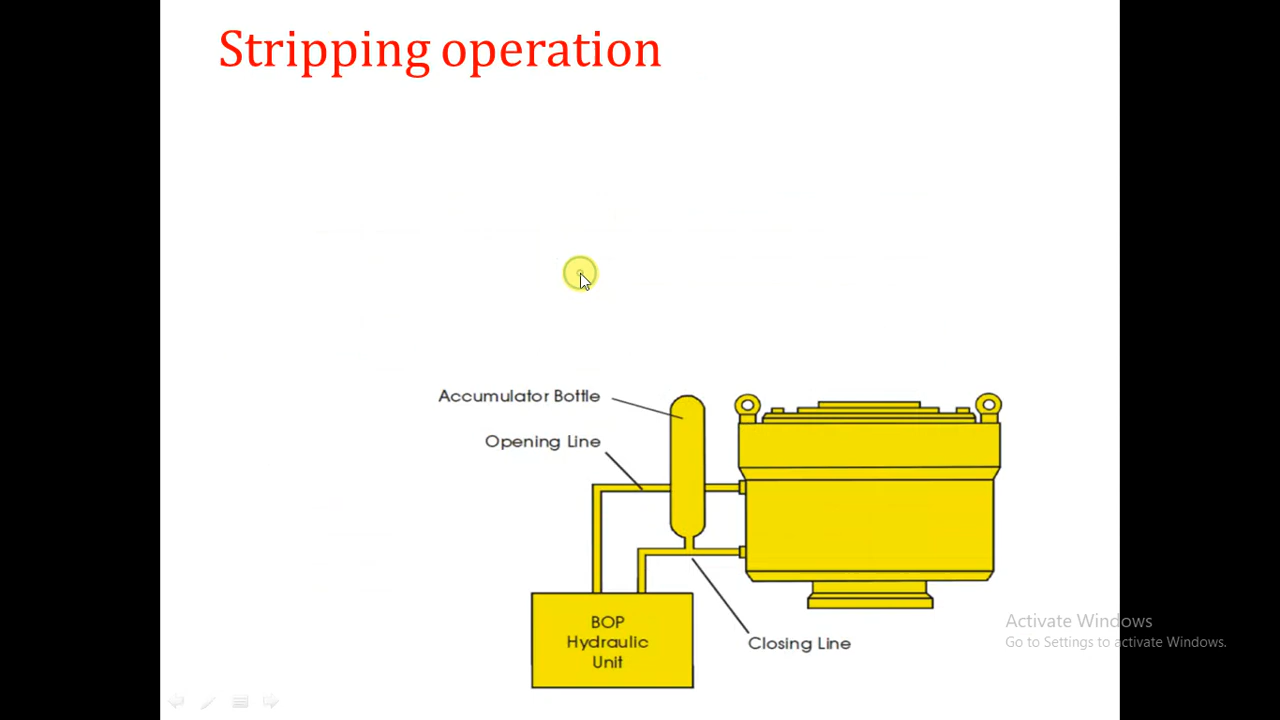 Stripping operation
Accumulator Bottle
Opening Line
BOP
Hydraulic
Unit
Closing Line
Activate Windows
Go to Settings to activate Windows.